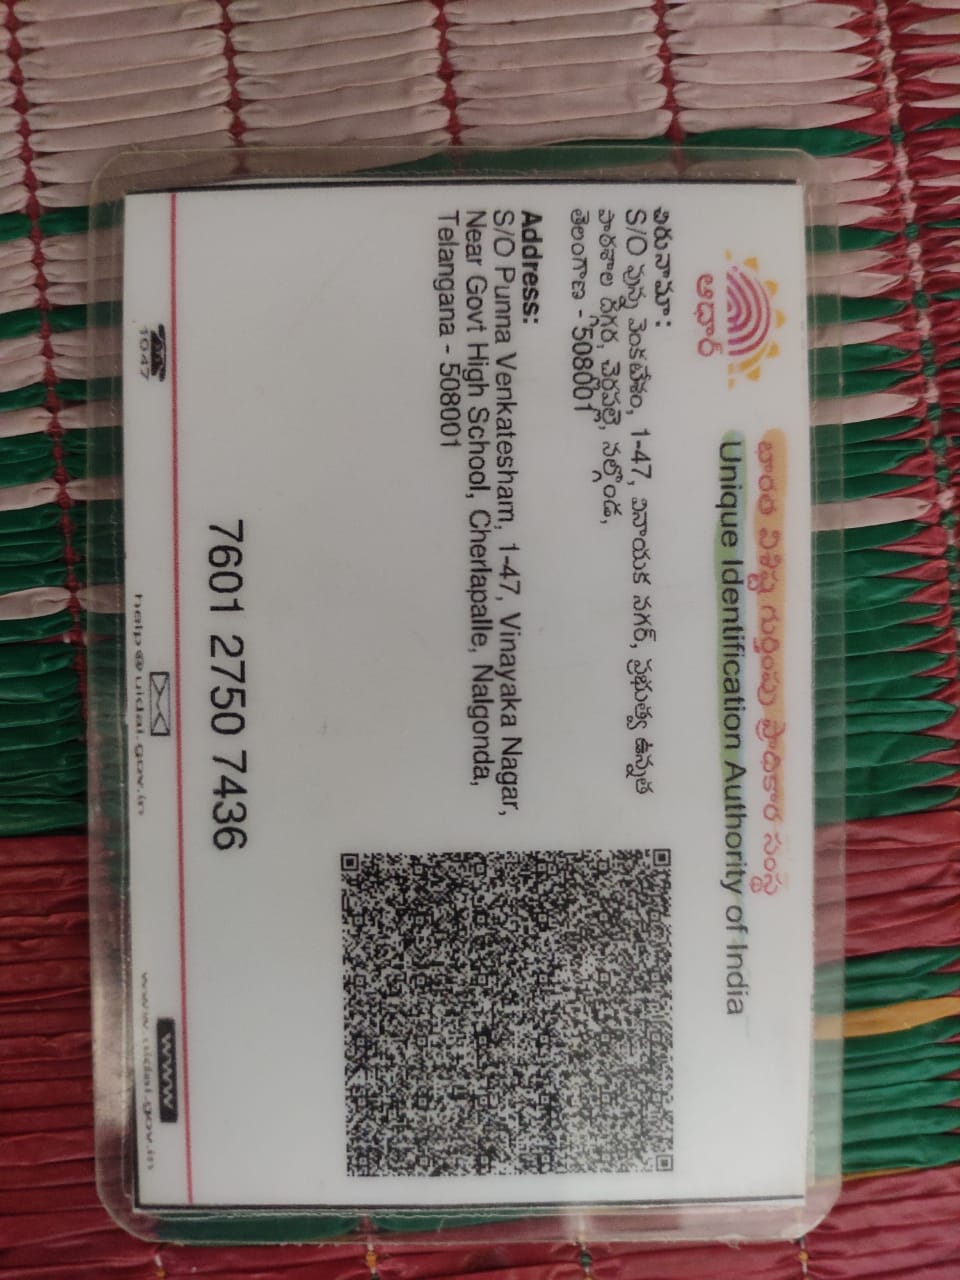 ఆధార్
భారత విశిష్ట గుర్తింపు ప్రాధికార సంస్థ
Unique Identification Authority of India
చిరునామా:
S/O పున్న వెంకటేశం, 1-47, వినాయక నగర్, ప్రభుత్వ ఉన్నత
పాఠశాల దగ్గర, చెర్లపల్లె, నల్గొండ,
తెలంగాణ - 508001
Address:
S/O Punna Venkatesham, 1-47, Vinayaka Nagar,
Near Govt High School, Cherlapalle, Nalgonda,
Telangana - 508001
7601 2750 7436
1947
help@uidai.gov.in
www
www.uidai.gov.in